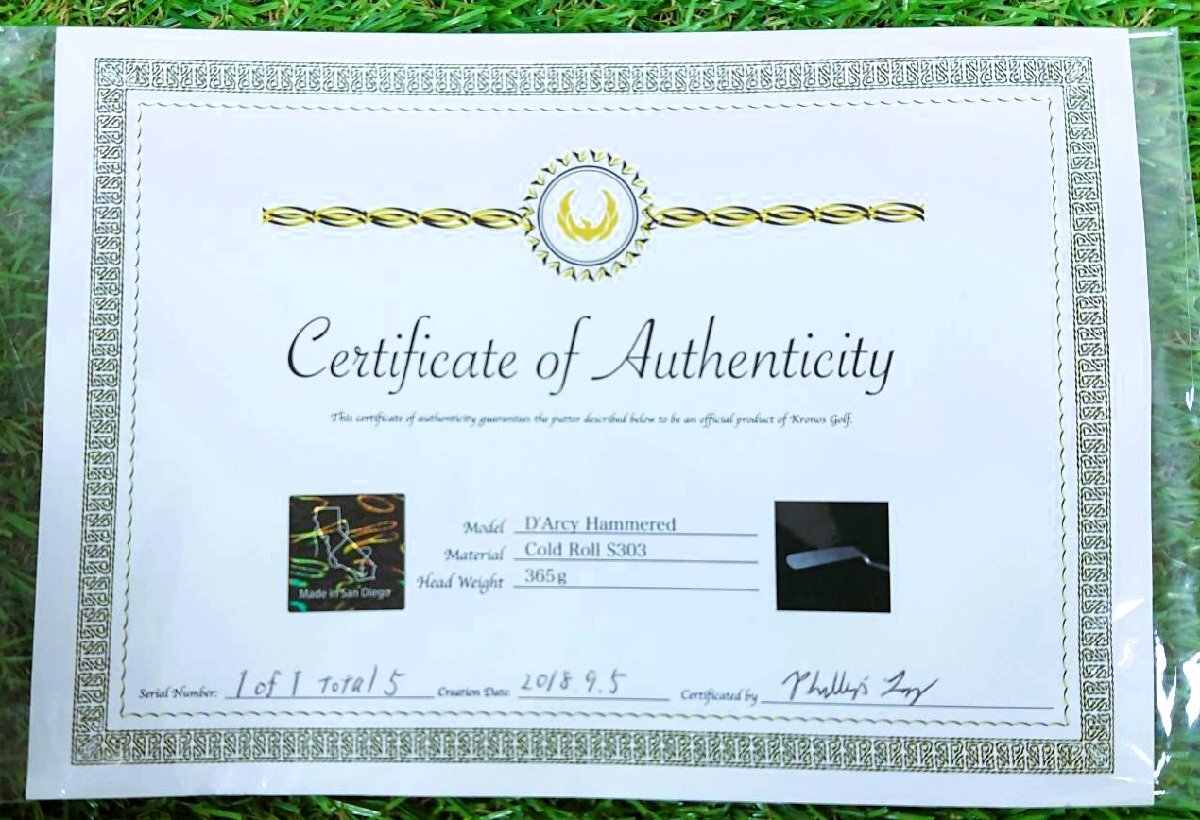 Certificate of Authenticity
This certificate of authenticity guarantees the putter described below to be an official product of Kronos Golf.
Model D'Arcy Hammered
Material Cold Roll S303
Head Weight 365g
Made in San Diego
Serial Number: 1 of 1 Total 5 Creation Date: 2018 9.5 Certificated by Phillip